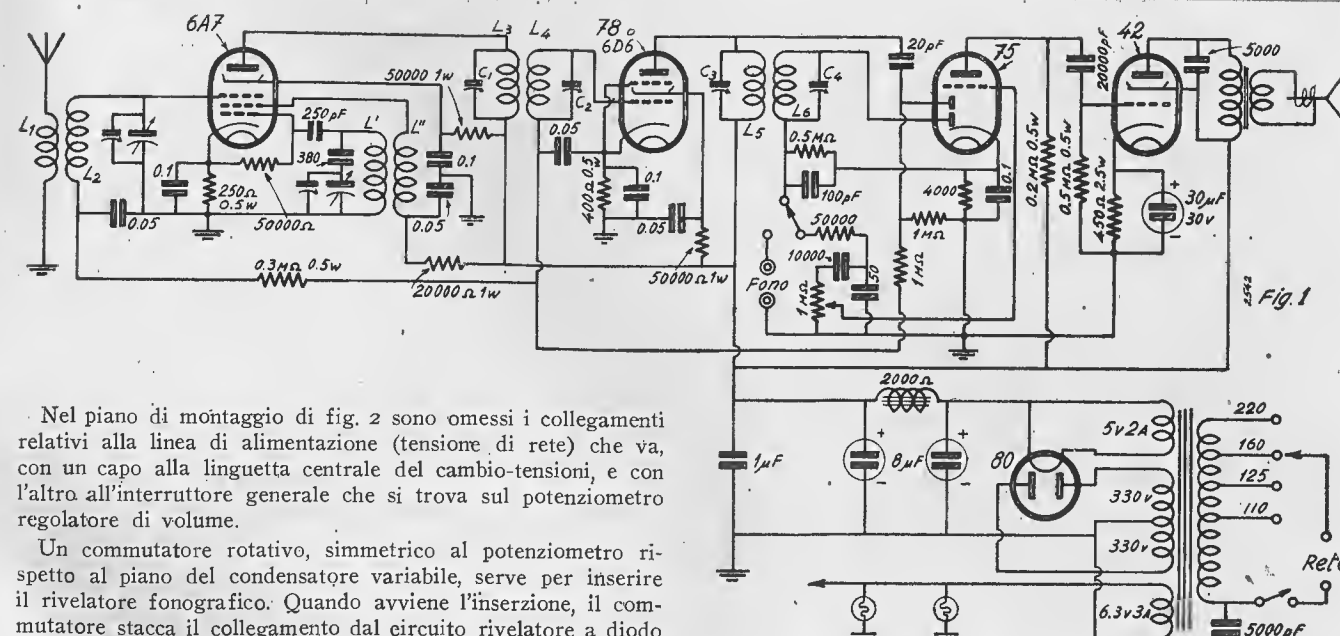 6A7
L3
L4
78 o
6D6
75
42
20pF
20000pF
5000
50000 1w
C1
C2
C3
C4
L1
L2
250pF
L'
L"
380
0.1
0.1
0.05
L5
L6
0.5MΩ
100pF
0.1
400Ω 0.5w
4000
0.1
0.2MΩ 0.5w
0.5MΩ 0.5w
450Ω 2.5w
30µF
30v
250Ω
0.5w
0.05
50000Ω
0.05
0.05
50000
1MΩ
1MΩ
10000
50
Fono
1MΩ
0.3MΩ 0.5w
20000Ω 1w
50000Ω1w
2542
Fig.1
Nel piano di montaggio di fig. 2 sono omessi i collegamenti
relativi alla linea di alimentazione (tensione di rete) che va,
con un capo alla linguetta centrale del cambio-tensioni, e con
l'altro all'interruttore generale che si trova sul potenziometro
regolatore di volume.
Un commutatore rotativo, simmetrico al potenziometro ri-
spetto al piano del condensatore variabile, serve per inserire
il rivelatore fonografico. Quando avviene l'inserzione, il com-
mutatore stacca il collegamento dal circuito rivelatore a diodo
2000Ω
1µF
8µF
80
5v2A
330v
330v
6.3v3A
220
160
125
110
Rete
5000pF